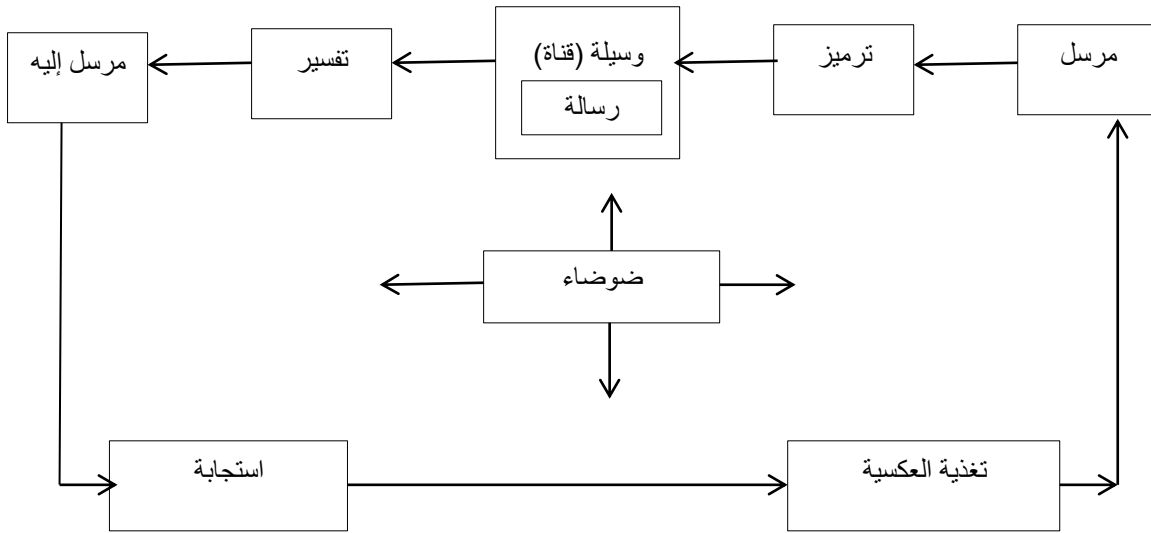 مرسل
ترميز
وسيلة (قناة)
رسالة
تفسير
مرسل إليه
ضوضاء
تغذية العكسية
استجابة